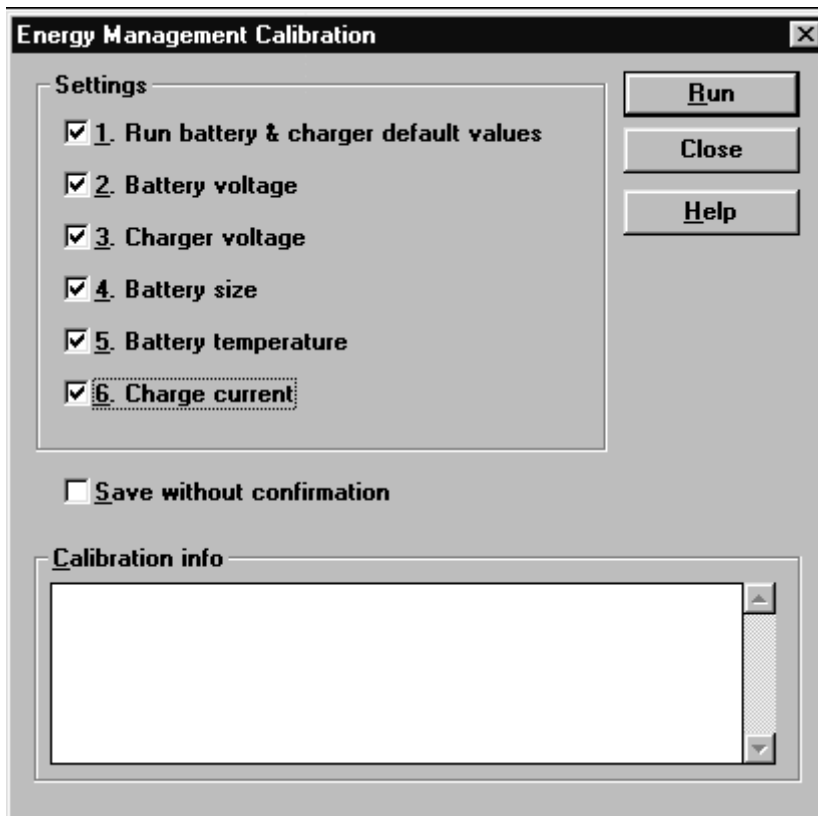 Energy Management Calibration
Settings
1. Run battery & charger default values
2. Battery voltage
3. Charger voltage
4. Battery size
5. Battery temperature
6. Charge current
Run
Close
Help
Save without confirmation
Calibration info